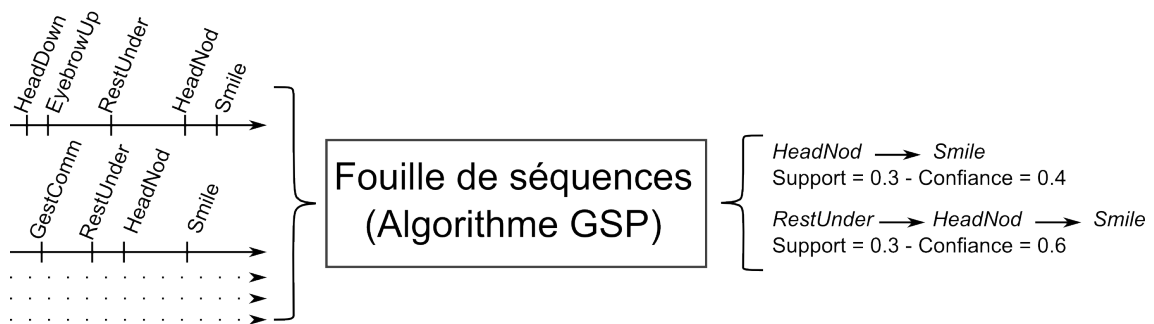 HeadDown
EyebrowUp
RestUnder
HeadNod
Smile
GestComm
RestUnder
HeadNod
Smile
Fouille de séquences
(Algorithme GSP)
HeadNod Smile
Support = 0.3 - Confiance = 0.4
RestUnder HeadNod Smile
Support = 0.3 - Confiance = 0.6